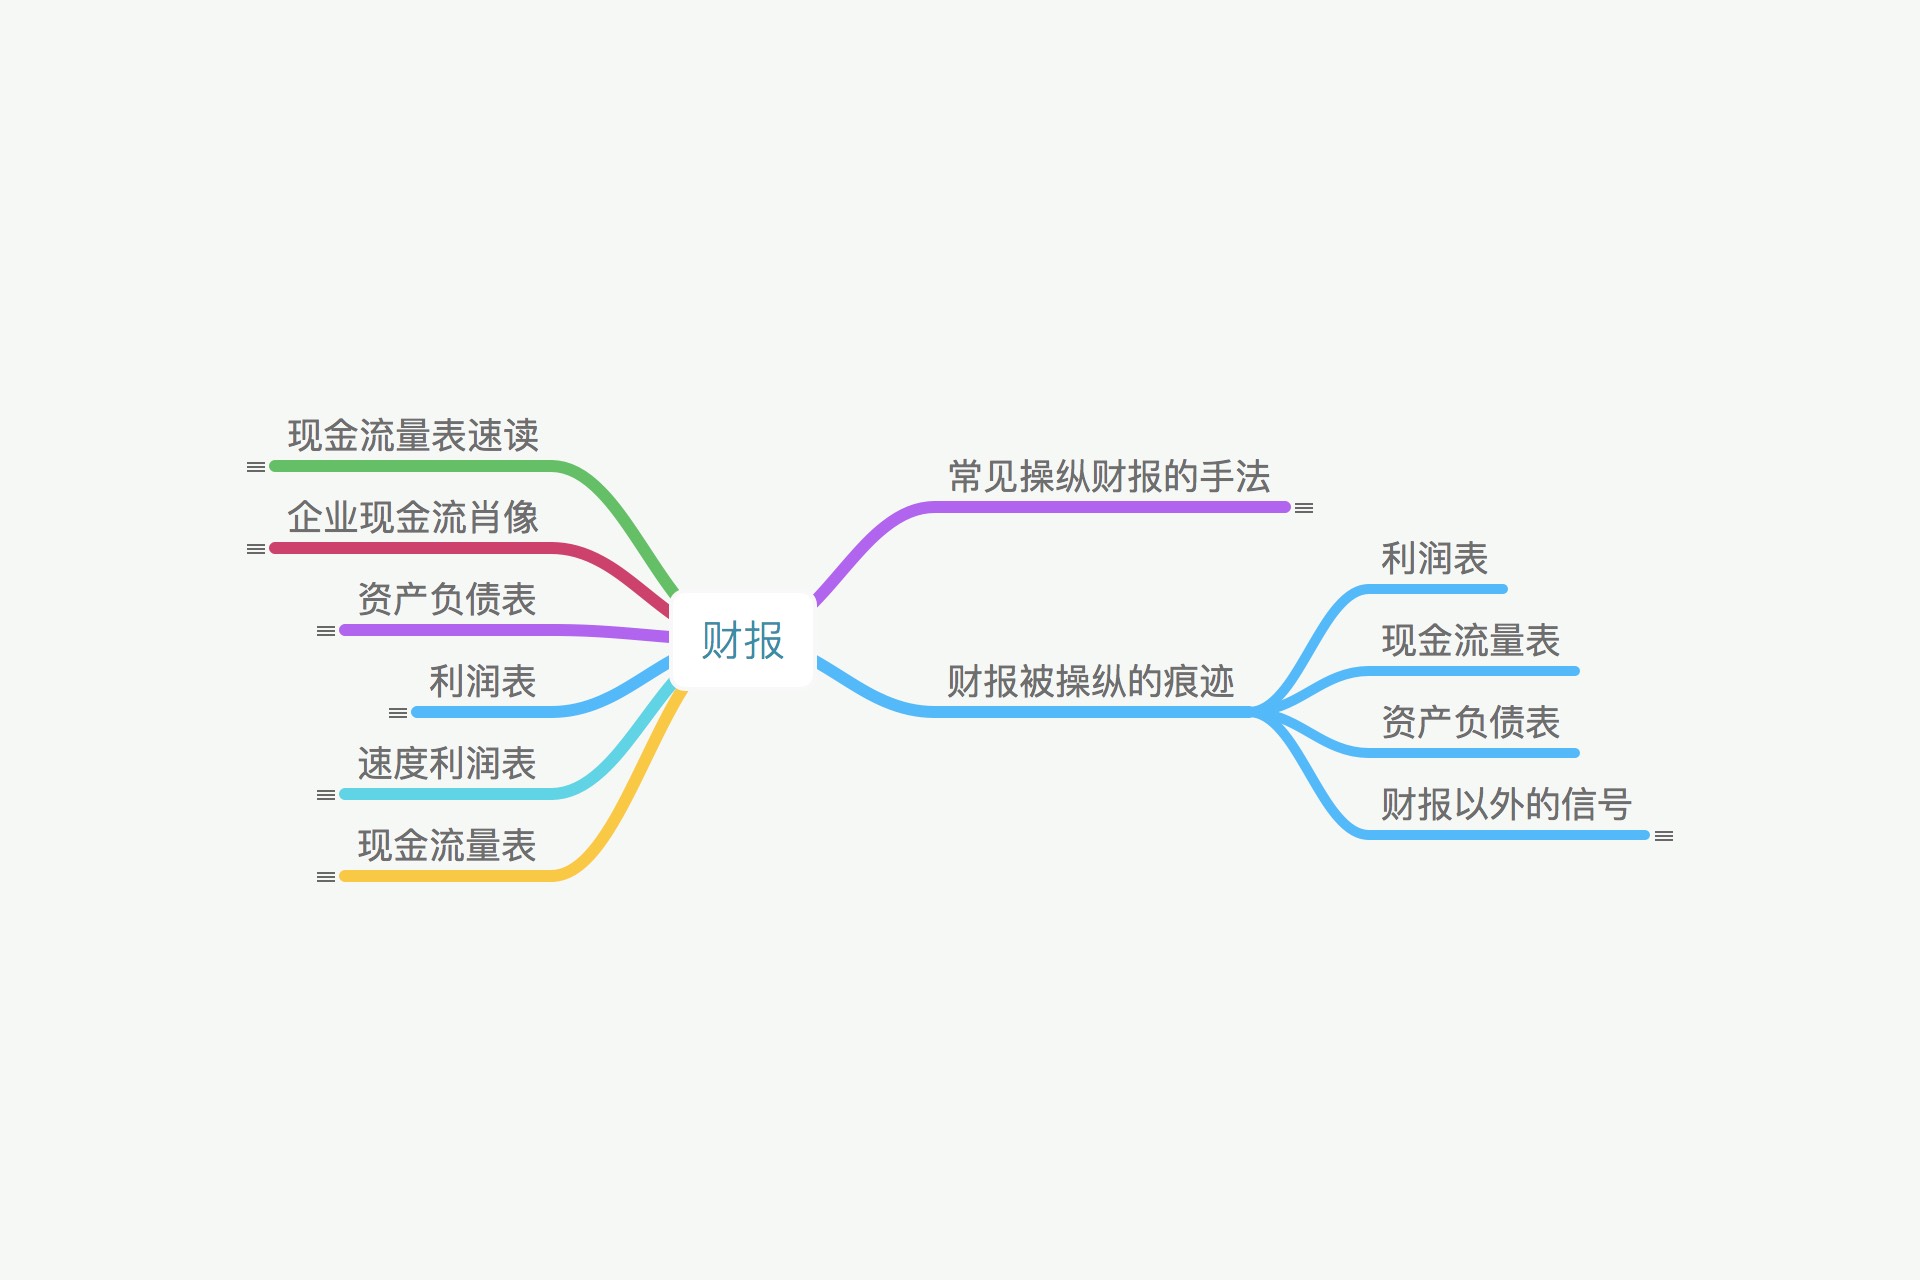 现金流量表速读
企业现金流肖像
资产负债表
利润表
速度利润表
现金流量表
财报
常见操纵财报的手法
财报被操纵的痕迹
利润表
现金流量表
资产负债表
财报以外的信号